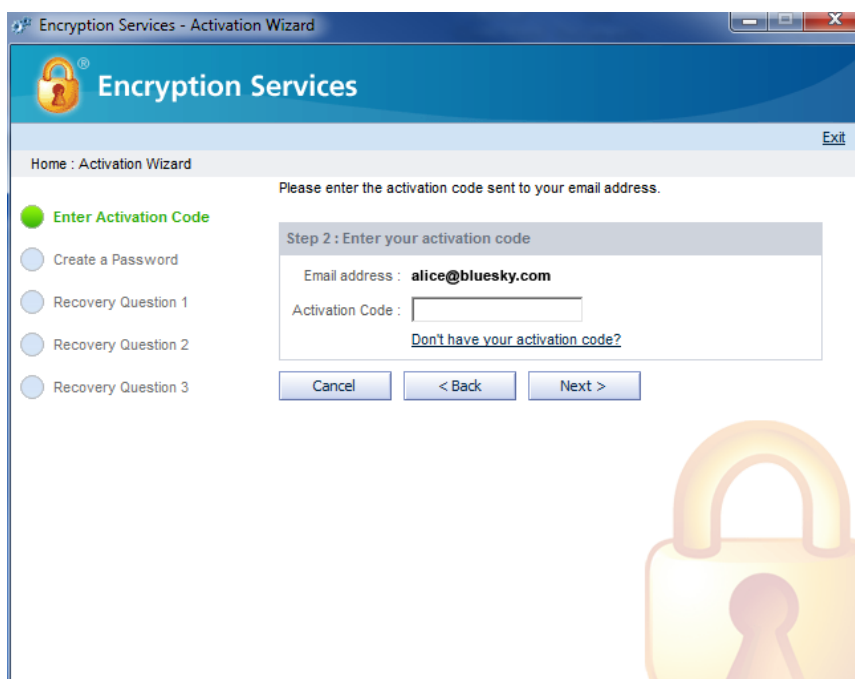 Encryption Services - Activation Wizard
®
Encryption Services
Exit
Home : Activation Wizard
Please enter the activation code sent to your email address.
Enter Activation Code
Create a Password
Recovery Question 1
Recovery Question 2
Recovery Question 3
Step 2 : Enter your activation code
Email address : alice@bluesky.com
Activation Code :
Don't have your activation code?
Cancel < Back Next >